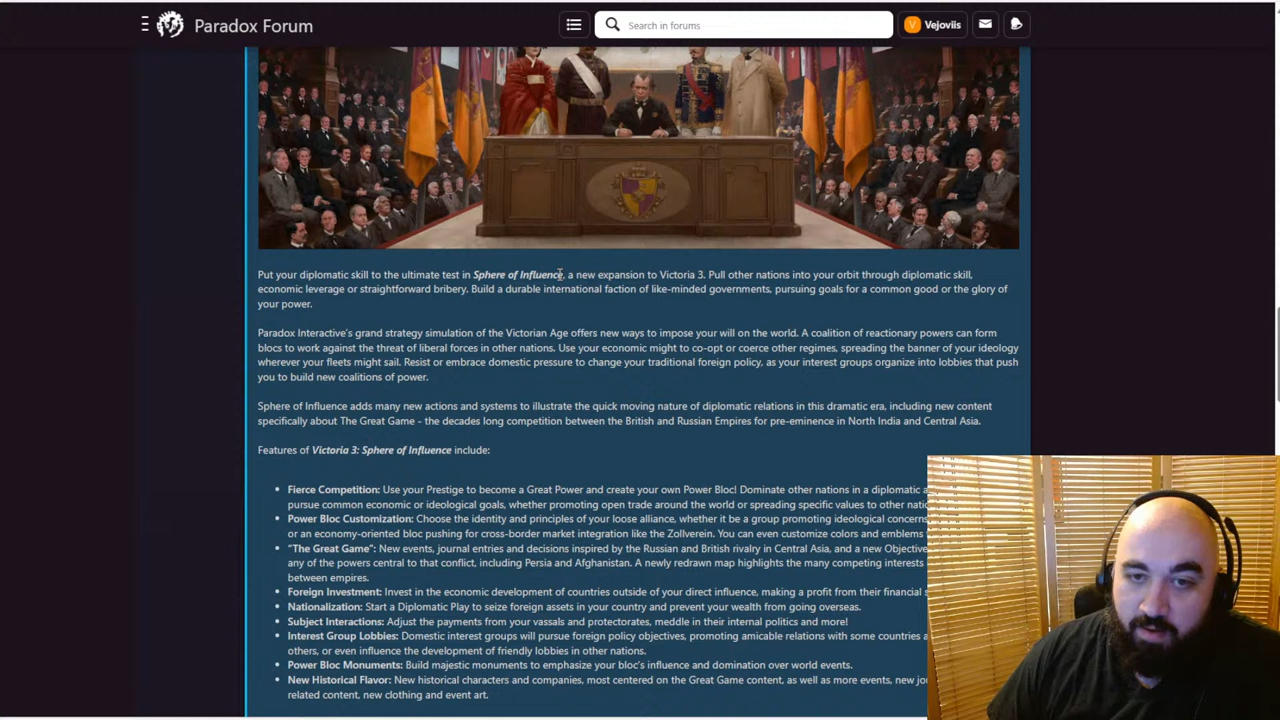 Paradox Forum
Search in forums
V
Vejoviis
Put your diplomatic skill to the ultimate test in Sphere of Influence, a new expansion to Victoria 3. Pull other nations into your orbit through diplomatic skill,
economic leverage or straightforward bribery. Build a durable international faction of like-minded governments, pursuing goals for a common good or the glory of
your power.
Paradox Interactive's grand strategy simulation of the Victorian Age offers new ways to impose your will on the world. A coalition of reactionary powers can form
blocs to work against the threat of liberal forces in other nations. Use your economic might to co-opt or coerce other regimes, spreading the banner of your ideology
wherever your fleets might sail. Resist or embrace domestic pressure to change your traditional foreign policy, as your interest groups organize into lobbies that push
you to build new coalitions of power.
Sphere of Influence adds many new actions and systems to illustrate the quick moving nature of diplomatic relations in this dramatic era, including new content
specifically about The Great Game - the decades long competition between the British and Russian Empires for pre-eminence in North India and Central Asia.
Features of Victoria 3: Sphere of Influence include:
• Fierce Competition: Use your Prestige to become a Great Power and create your own Power Bloc! Dominate other nations in a diplomatic
pursue common economic or ideological goals, whether promoting open trade around the world or spreading specific values to other
• Power Bloc Customization: Choose the identity and principles of your loose alliance, whether it be a group promoting ideological
or an economy-oriented bloc pushing for cross-border market integration like the Zollverein. You can even customize colors and emblems
• "The Great Game": New events, journal entries and decisions inspired by the Russian and British rivalry in Central Asia, and a new
any of the powers central to that conflict, including Persia and Afghanistan. A newly redrawn map highlights the many competing interests
between empires.
• Foreign Investment: Invest in the economic development of countries outside of your direct influence, making a profit from their financial
• Nationalization: Start a Diplomatic Play to seize foreign assets in your country and prevent your wealth from going overseas.
• Subject Interactions: Adjust the payments from your vassals and protectorates, meddle in their internal politics and more!
• Interest Group Lobbies: Domestic interest groups will pursue foreign policy objectives, promoting amicable relations with some countries
others, or even influence the development of friendly lobbies in other nations.
• Power Bloc Monuments: Build majestic monuments to emphasize your bloc's influence and domination over world events.
• New Historical Flavor: New historical characters and companies, most centered on the Great Game content, as well as more events, new
related content, new clothing and event art.